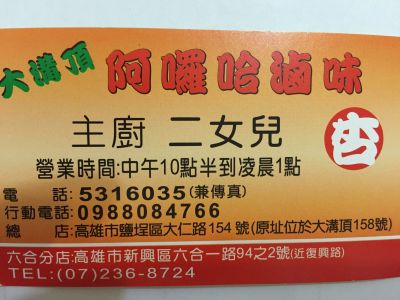 大溝頂 阿囉哈滷味
主廚 二女兒
營業時間:中午10點半到凌晨1點
電 話: 5316035 (兼傳真)
行動電話: 0988084766
總 店:高雄市鹽埕區大仁路154號(原址位於大溝頂158號)
六合分店:高雄市新興區六合一路94之2號(近復興路)
TEL:(07)236-8724